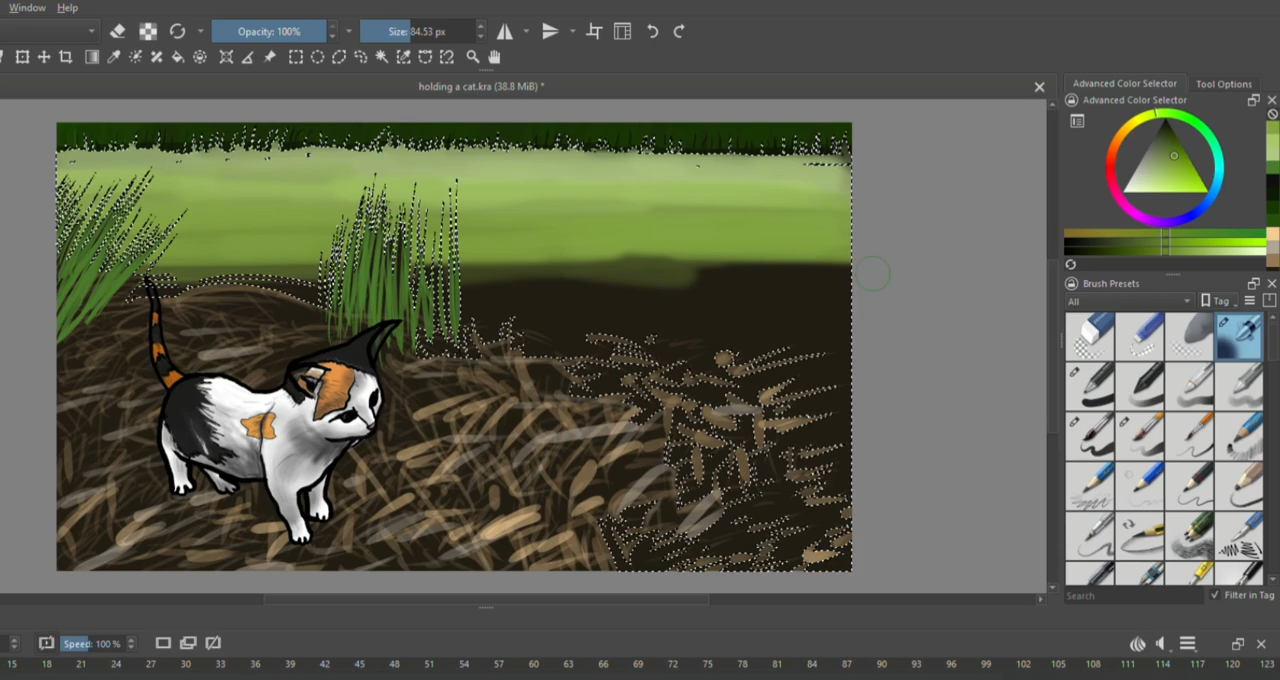 Window Help
Opacity: 100% Size: 84.53 px
holding a cat.kra (38.8 MiB) *
Advanced Color Selector Tool Options
Advanced Color Selector
Brush Presets
All Tag
Search Filter in Tag
Speed: 100 %
15 18 21 24 27 30 33 36 39 42 45 48 51 54 57 60 63 66 69 72 75 78 81 84 87 90 93 96 99 102 105 108 111 114 117 120 123